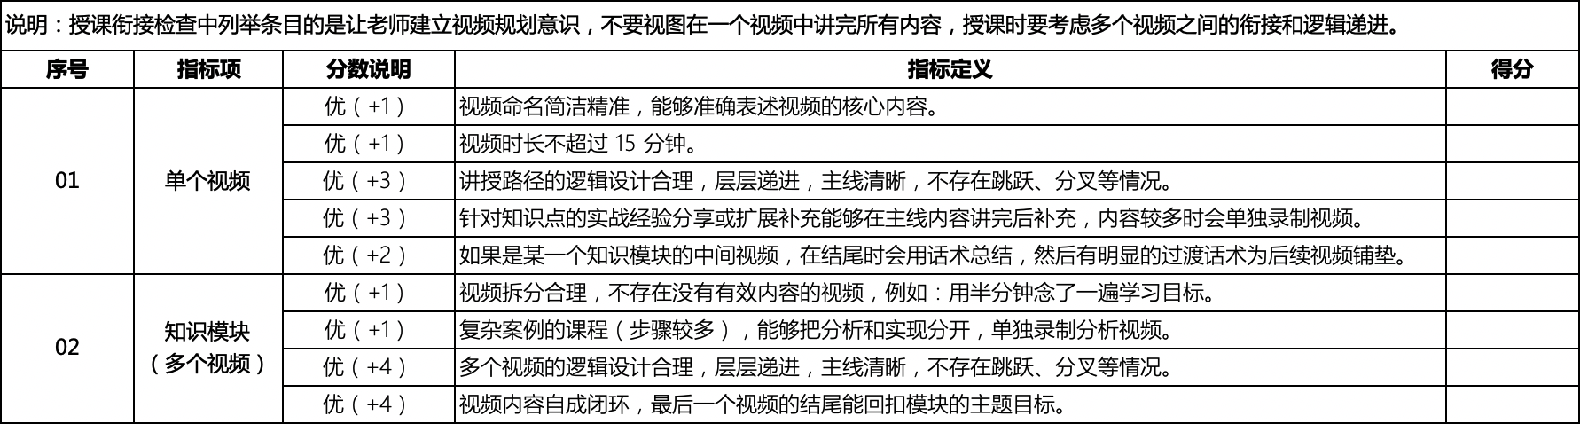 说明：授课衔接检查中列举条目的是让老师建立视频规划意识，不要视图在一个视频中讲完所有内容，授课时要考虑多个视频之间的衔接和逻辑递进。
序号 指标项 分数说明 指标定义 得分
01 单个视频 优（+1） 视频命名简洁精准，能够准确表述视频的核心内容。
优（+1） 视频时长不超过 15 分钟。
优（+3） 讲授路径的逻辑设计合理，层层递进，主线清晰，不存在跳跃、分叉等情况。
优（+3） 针对知识点的实战经验分享或扩展补充能够在主线内容讲完后补充，内容较多时会单独录制视频。
优（+2） 如果是某一个知识模块的中间视频，在结尾时会用话术总结，然后有明显的过渡话术为后续视频铺垫。
02 知识模块（多个视频） 优（+1） 视频拆分合理，不存在没有有效内容的视频，例如：用半分钟念了一遍学习目标。
优（+1） 复杂案例的课程（步骤较多），能够把分析和实现分开，单独录制分析视频。
优（+4） 多个视频的逻辑设计合理，层层递进，主线清晰，不存在跳跃、分叉等情况。
优（+4） 视频内容自成闭环，最后一个视频的结尾能回扣模块的主题目标。